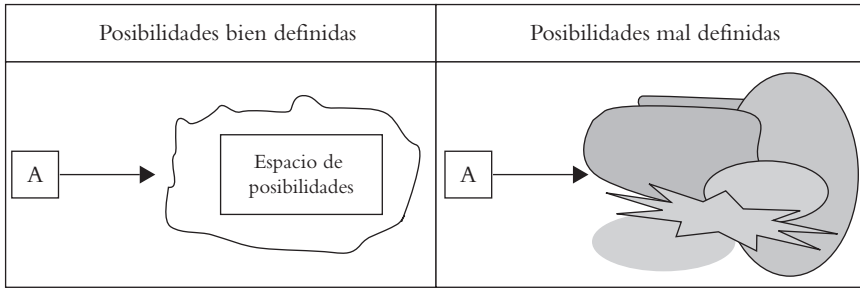 Posibilidades bien definidas
Posibilidades mal definidas
A
Espacio de
posibilidades
A